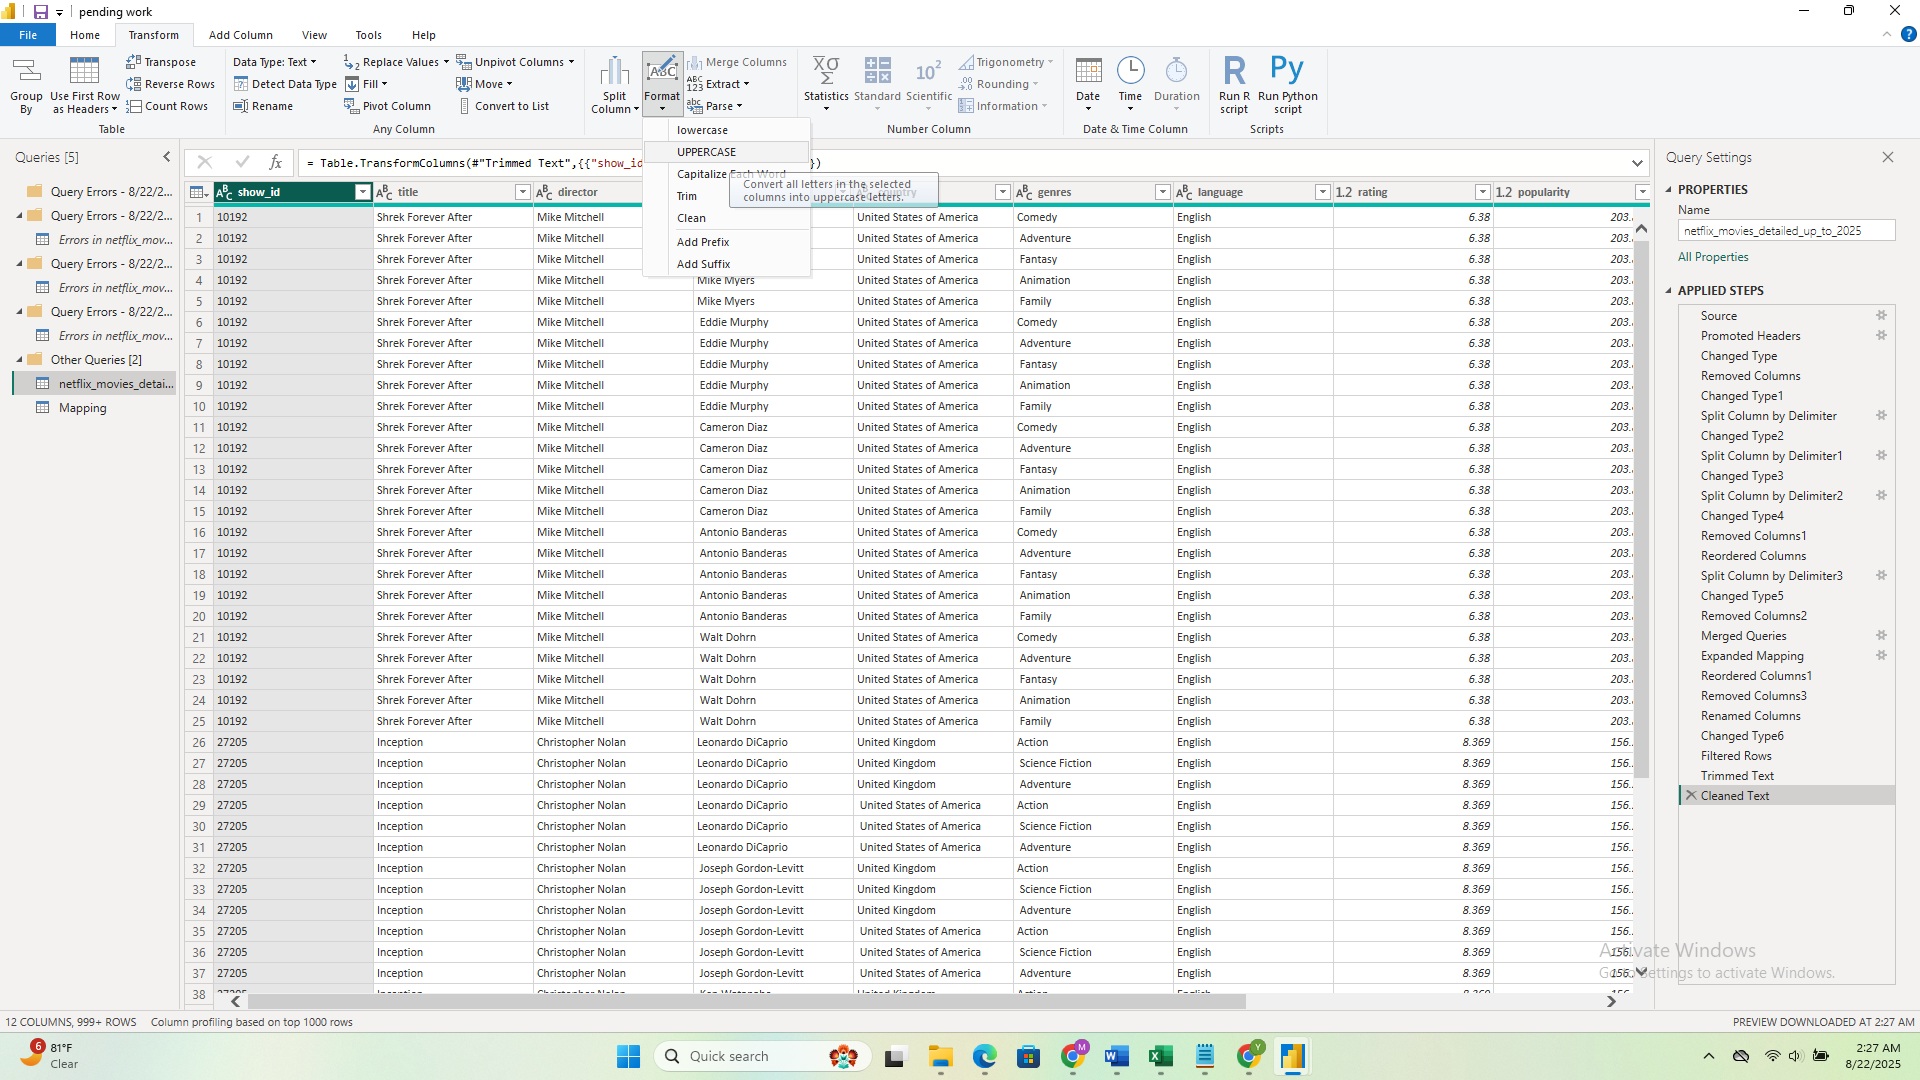 pending work
File Home Transform Add Column View Tools Help
Group By
Use First Row as Headers
Transpose
Reverse Rows
Count Rows
Table
Data Type: Text
Detect Data Type
Rename
Replace Values
Fill
Pivot Column
Unpivot Columns
Move
Convert to List
Any Column
Split Column
Format
Merge Columns
Extract
Parse
Statistics
Standard
Scientific
Trigonometry
Rounding
Information
Number Column
Date
Time
Duration
Date & Time Column
Run R script
Run Python script
Scripts
lowercase
UPPERCASE
Capitalize Each Word
Trim
Clean
Add Prefix
Add Suffix
Convert all letters in the selected
columns into uppercase letters.
Queries [5]
Query Errors - 8/22/2...
Query Errors - 8/22/2...
Errors in netflix_mov...
Query Errors - 8/22/2...
Errors in netflix_mov...
Query Errors - 8/22/2...
Errors in netflix_mov...
Other Queries [2]
netflix_movies_detai...
Mapping
= Table.TransformColumns(#"Trimmed Text",{{"show_id })
show_id title director country genres language 1.2 rating 1.2 popularity
1 10192 Shrek Forever After Mike Mitchell United States of America Comedy English 6.38 203.
2 10192 Shrek Forever After Mike Mitchell United States of America Adventure English 6.38 203.
3 10192 Shrek Forever After Mike Mitchell United States of America Fantasy English 6.38 203.
4 10192 Shrek Forever After Mike Mitchell Mike Myers United States of America Animation English 6.38 203.
5 10192 Shrek Forever After Mike Mitchell Mike Myers United States of America Family English 6.38 203.
6 10192 Shrek Forever After Mike Mitchell Eddie Murphy United States of America Comedy English 6.38 203.
7 10192 Shrek Forever After Mike Mitchell Eddie Murphy United States of America Adventure English 6.38 203.
8 10192 Shrek Forever After Mike Mitchell Eddie Murphy United States of America Fantasy English 6.38 203.
9 10192 Shrek Forever After Mike Mitchell Eddie Murphy United States of America Animation English 6.38 203.
10 10192 Shrek Forever After Mike Mitchell Eddie Murphy United States of America Family English 6.38 203.
11 10192 Shrek Forever After Mike Mitchell Cameron Diaz United States of America Comedy English 6.38 203.
12 10192 Shrek Forever After Mike Mitchell Cameron Diaz United States of America Adventure English 6.38 203.
13 10192 Shrek Forever After Mike Mitchell Cameron Diaz United States of America Fantasy English 6.38 203.
14 10192 Shrek Forever After Mike Mitchell Cameron Diaz United States of America Animation English 6.38 203.
15 10192 Shrek Forever After Mike Mitchell Cameron Diaz United States of America Family English 6.38 203.
16 10192 Shrek Forever After Mike Mitchell Antonio Banderas United States of America Comedy English 6.38 203.
17 10192 Shrek Forever After Mike Mitchell Antonio Banderas United States of America Adventure English 6.38 203.
18 10192 Shrek Forever After Mike Mitchell Antonio Banderas United States of America Fantasy English 6.38 203.
19 10192 Shrek Forever After Mike Mitchell Antonio Banderas United States of America Animation English 6.38 203.
20 10192 Shrek Forever After Mike Mitchell Antonio Banderas United States of America Family English 6.38 203.
21 10192 Shrek Forever After Mike Mitchell Walt Dohrn United States of America Comedy English 6.38 203.
22 10192 Shrek Forever After Mike Mitchell Walt Dohrn United States of America Adventure English 6.38 203.
23 10192 Shrek Forever After Mike Mitchell Walt Dohrn United States of America Fantasy English 6.38 203.
24 10192 Shrek Forever After Mike Mitchell Walt Dohrn United States of America Animation English 6.38 203.
25 10192 Shrek Forever After Mike Mitchell Walt Dohrn United States of America Family English 6.38 203.
26 27205 Inception Christopher Nolan Leonardo DiCaprio United Kingdom Action English 8.369 156.
27 27205 Inception Christopher Nolan Leonardo DiCaprio United Kingdom Science Fiction English 8.369 156.
28 27205 Inception Christopher Nolan Leonardo DiCaprio United Kingdom Adventure English 8.369 156.
29 27205 Inception Christopher Nolan Leonardo DiCaprio United States of America Action English 8.369 156.
30 27205 Inception Christopher Nolan Leonardo DiCaprio United States of America Science Fiction English 8.369 156.
31 27205 Inception Christopher Nolan Leonardo DiCaprio United States of America Adventure English 8.369 156.
32 27205 Inception Christopher Nolan Joseph Gordon-Levitt United Kingdom Action English 8.369 156.
33 27205 Inception Christopher Nolan Joseph Gordon-Levitt United Kingdom Science Fiction English 8.369 156.
34 27205 Inception Christopher Nolan Joseph Gordon-Levitt United Kingdom Adventure English 8.369 156.
35 27205 Inception Christopher Nolan Joseph Gordon-Levitt United States of America Action English 8.369 156.
36 27205 Inception Christopher Nolan Joseph Gordon-Levitt United States of America Science Fiction English 8.369 156.
37 27205 Inception Christopher Nolan Joseph Gordon-Levitt United States of America Adventure English 8.369 156.
38
Query Settings
PROPERTIES
Name
netflix_movies_detailed_up_to_2025
All Properties
APPLIED STEPS
Source
Promoted Headers
Changed Type
Removed Columns
Changed Type1
Split Column by Delimiter
Changed Type2
Split Column by Delimiter1
Changed Type3
Split Column by Delimiter2
Changed Type4
Removed Columns1
Reordered Columns
Split Column by Delimiter3
Changed Type5
Removed Columns2
Merged Queries
Expanded Mapping
Reordered Columns1
Removed Columns3
Renamed Columns
Changed Type6
Filtered Rows
Trimmed Text
Cleaned Text
Activate Windows
Go to Settings to activate Windows.
12 COLUMNS, 999+ ROWS Column profiling based on top 1000 rows
PREVIEW DOWNLOADED AT 2:27 AM
6
81°F
Clear
Quick search
2:27 AM
8/22/2025